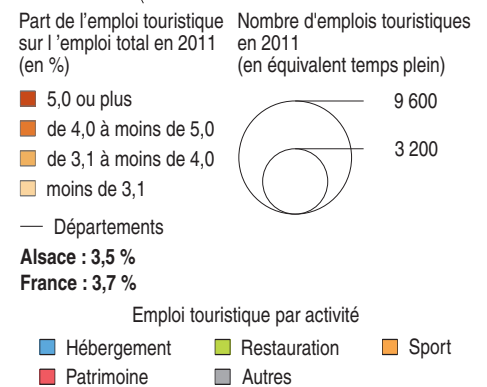 Part de l'emploi touristique
sur l 'emploi total en 2011
(en %)
5,0 ou plus
de 4,0 à moins de 5,0
de 3,1 à moins de 4,0
moins de 3,1
Départements
Alsace : 3,5 %
France : 3,7 %
Nombre d'emplois touristiques
en 2011
(en équivalent temps plein)
9 600
3 200
Emploi touristique par activité
Hébergement
Restauration
Sport
Patrimoine
Autres